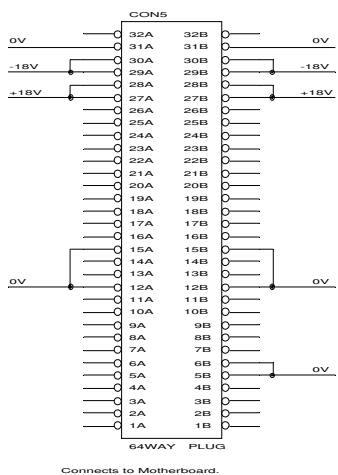 CON5
32A 32B
0V 31A 31B 0V
30A 30B
-18V 29A 29B -18V
28A 28B
+18V 27A 27B +18V
26A 26B
25A 25B
24A 24B
23A 23B
22A 22B
21A 21B
20A 20B
19A 19B
18A 18B
17A 17B
16A 16B
15A 15B
14A 14B
13A 13B
0V 12A 12B 0V
11A 11B
10A 10B
9A 9B
8A 8B
7A 7B
6A 6B
5A 5B 0V
4A 4B
3A 3B
2A 2B
1A 1B
64WAY PLUG
Connects to Motherboard.